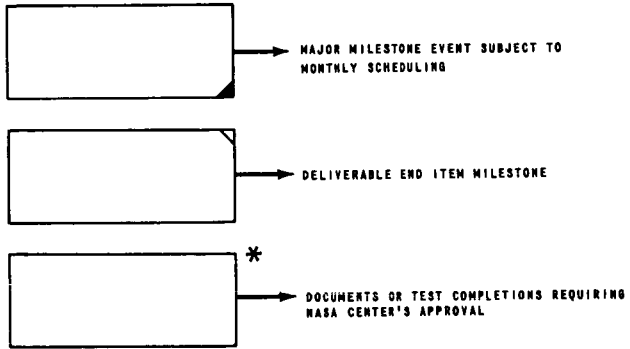 MAJOR MILESTONE EVENT SUBJECT TO
MONTHLY SCHEDULING
DELIVERABLE END ITEM MILESTONE
*
DOCUMENTS OR TEST COMPLETIONS REQUIRING
NASA CENTER'S APPROVAL